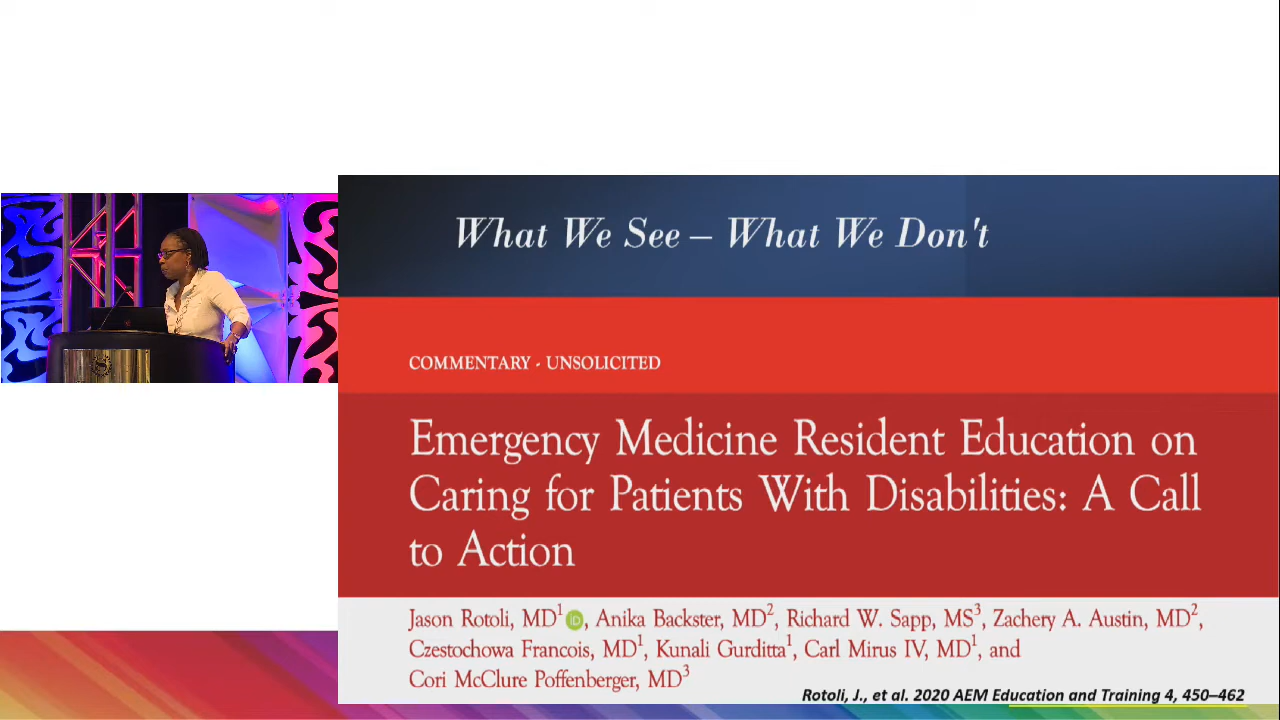 What We See – What We Don't
COMMENTARY - UNSOLICITED
Emergency Medicine Resident Education on
Caring for Patients With Disabilities: A Call
to Action
Jason Rotoli, MD1 iD, Anika Backster, MD2, Richard W. Sapp, MS3, Zachery A. Austin, MD2,
Czestochowa Francois, MD1, Kunali Gurditta1, Carl Mirus IV, MD1, and
Cori McClure Poffenberger, MD3
Rotoli, J., et al. 2020 AEM Education and Training 4, 450–462